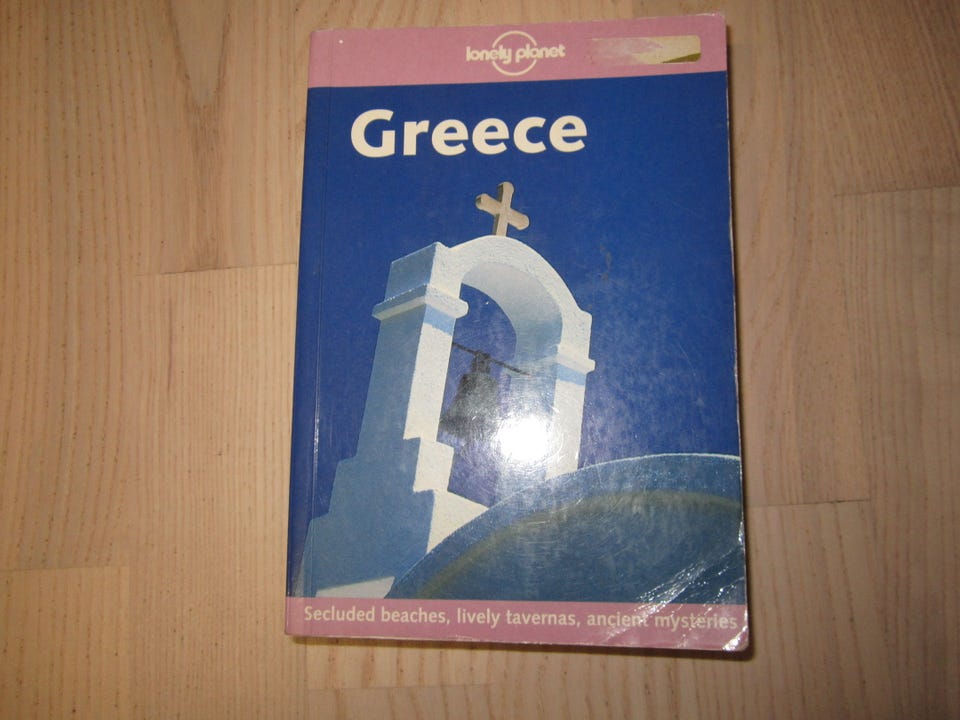 lonely planet
Greece
Secluded beaches, lively tavernas, ancient mysteries